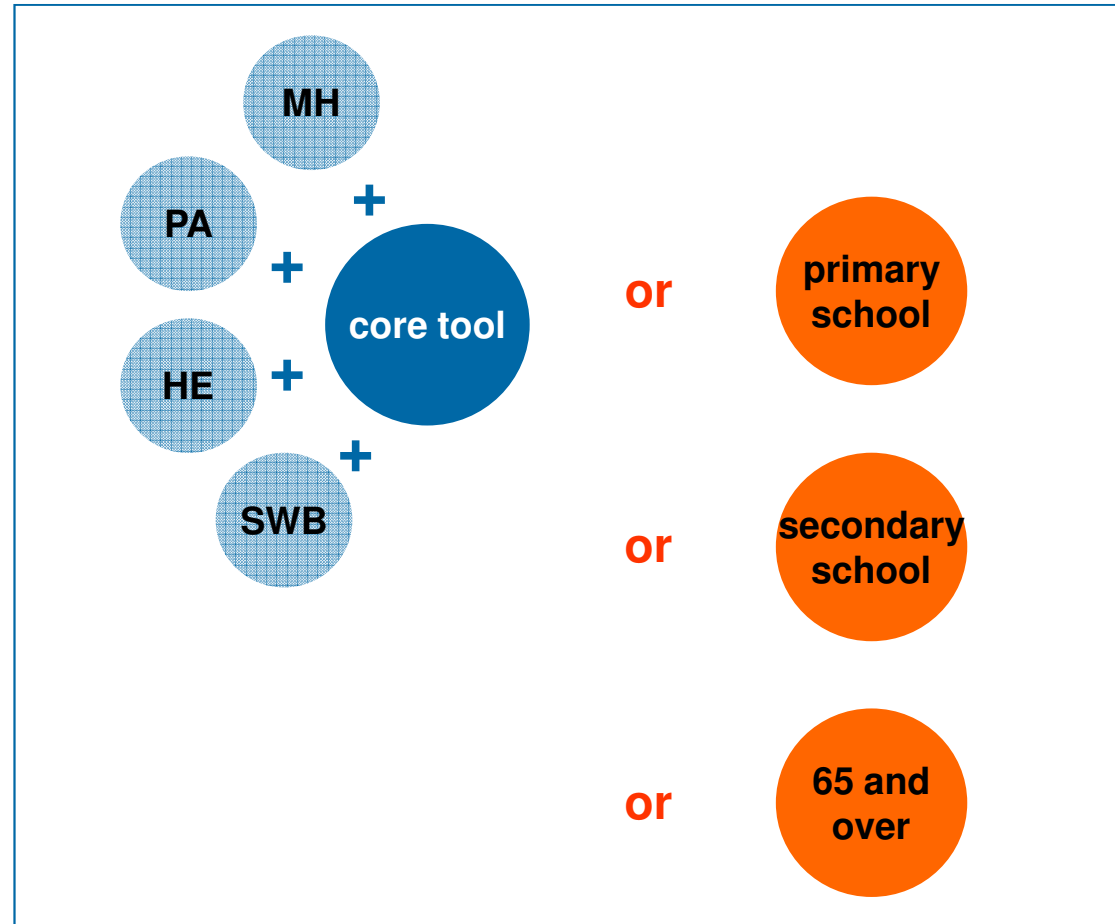 MH
+
PA
+
core tool
HE
+
+
SWB
or
primary
school
or
secondary
school
or
65 and
over